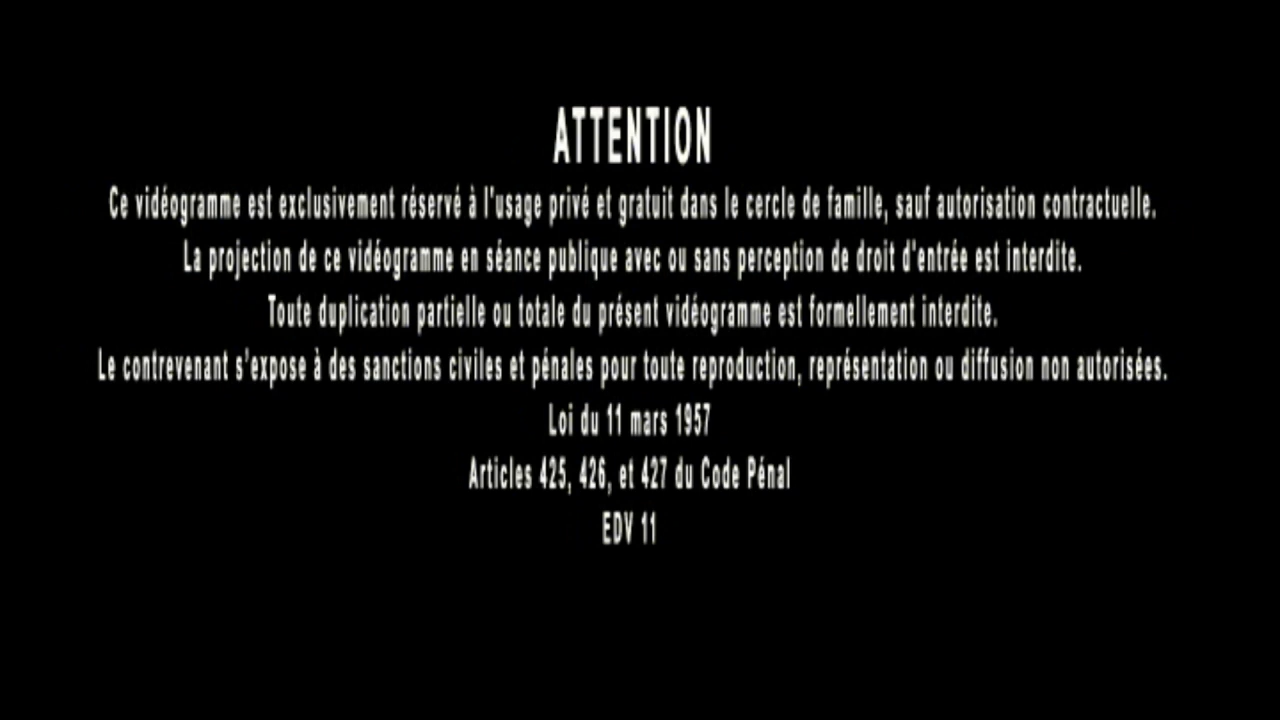 ATTENTION
Ce vidéogramme est exclusivement réservé à l'usage privé et gratuit dans le cercle de famille, sauf autorisation contractuelle.
La projection de ce vidéogramme en séance publique avec ou sans perception de droit d'entrée est interdite.
Toute duplication partielle ou totale du présent vidéogramme est formellement interdite.
Le contrevenant s'expose à des sanctions civiles et pénales pour toute reproduction, représentation ou diffusion non autorisées.
Loi du 11 mars 1957
Articles 425, 426, et 427 du Code Pénal
EDV 11